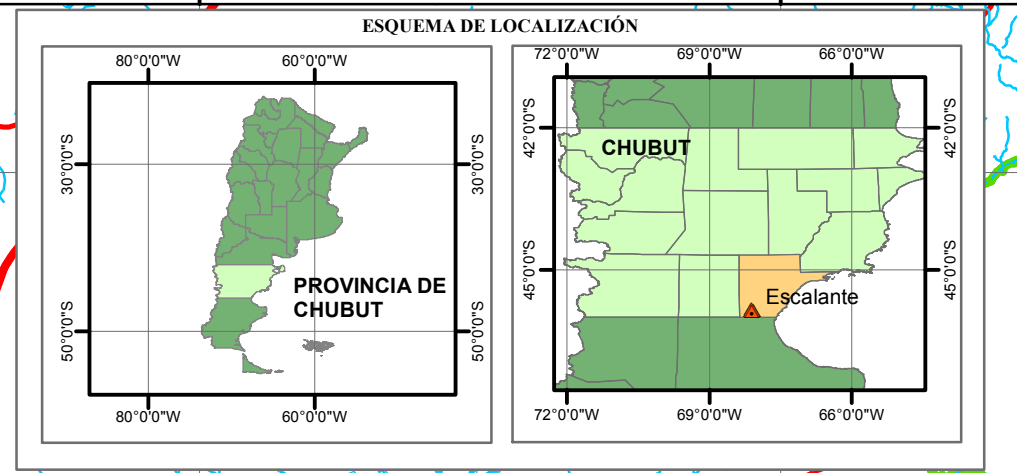 ESQUEMA DE LOCALIZACIÓN
80°0'0"W 60°0'0"W
30°0'0"S 30°0'0"S
PROVINCIA DE
CHUBUT
50°0'0"S 50°0'0"S
80°0'0"W 60°0'0"W
72°0'0"W 69°0'0"W 66°0'0"W
42°0'0"S 42°0'0"S
CHUBUT
45°0'0"S 45°0'0"S
Escalante
72°0'0"W 69°0'0"W 66°0'0"W